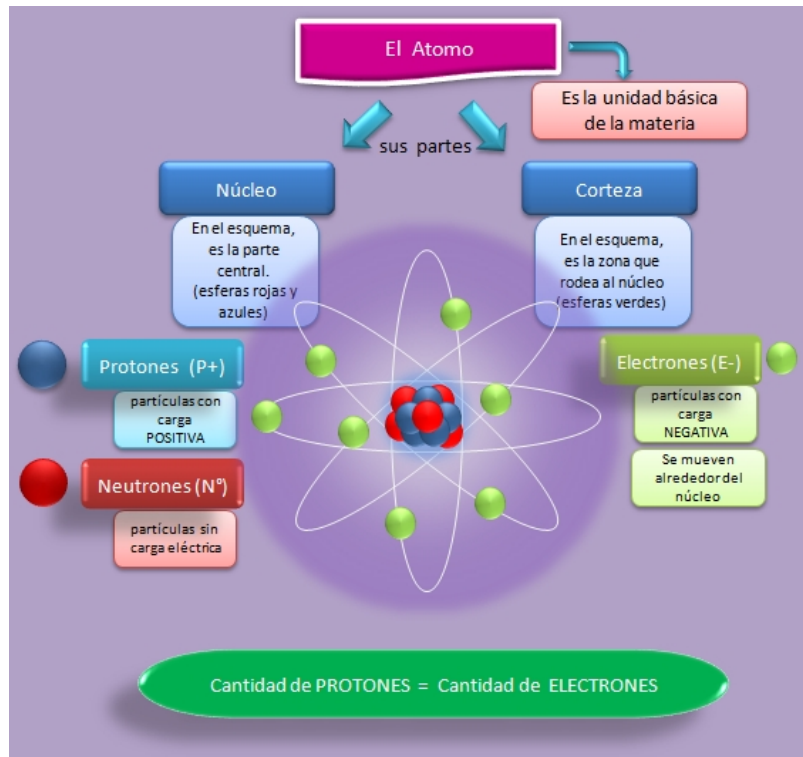 El Atomo
Es la unidad básica
de la materia
sus partes
Núcleo
En el esquema,
es la parte
central.
(esferas rojas y
azules)
Corteza
En el esquema,
es la zona que
rodea al núcleo
(esferas verdes)
Protones (P+)
partículas con
carga
POSITIVA
Neutrones (N°)
partículas sin
carga eléctrica
Electrones (E-)
partículas con
carga
NEGATIVA
Se mueven
alrededor del
núcleo
Cantidad de PROTONES = Cantidad de ELECTRONES